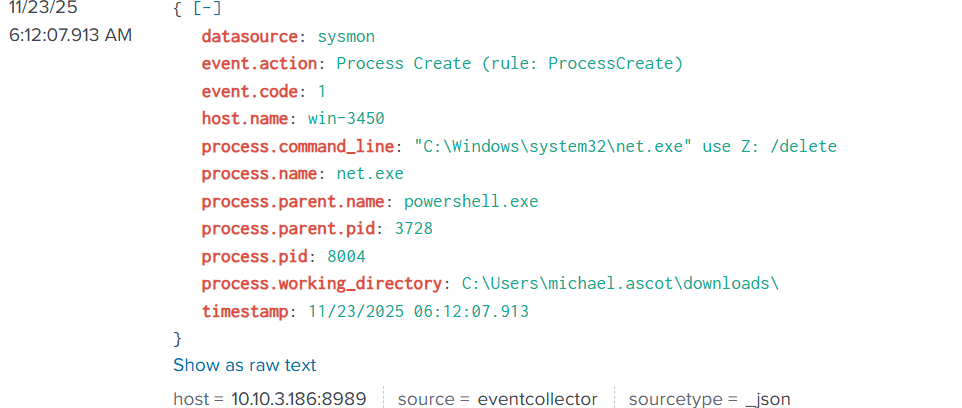 11/23/25
6:12:07.913 AM
{ [-]
datasource: sysmon
event.action: Process Create (rule: ProcessCreate)
event.code: 1
host.name: win-3450
process.command_line: "C:\Windows\system32\net.exe" use Z: /delete
process.name: net.exe
process.parent.name: powershell.exe
process.parent.pid: 3728
process.pid: 8004
process.working_directory: C:\Users\michael.ascot\downloads\
timestamp: 11/23/2025 06:12:07.913
}
Show as raw text
host = 10.10.3.186:8989 source = eventcollector sourcetype = _json